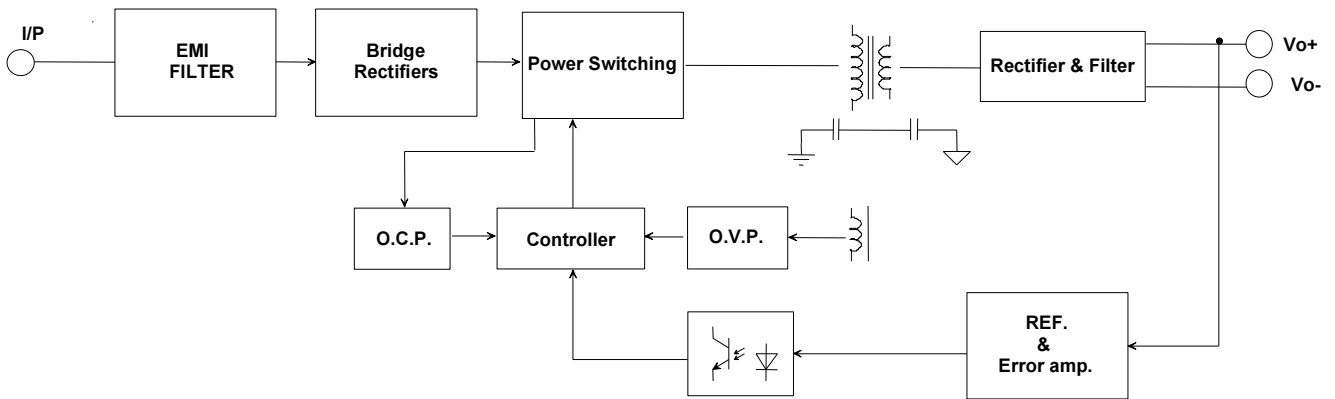 I/P
EMI
FILTER
Bridge
Rectifiers
Power Switching
Rectifier & Filter
Vo+
Vo-
O.C.P.
Controller
O.V.P.
REF.
&
Error amp.